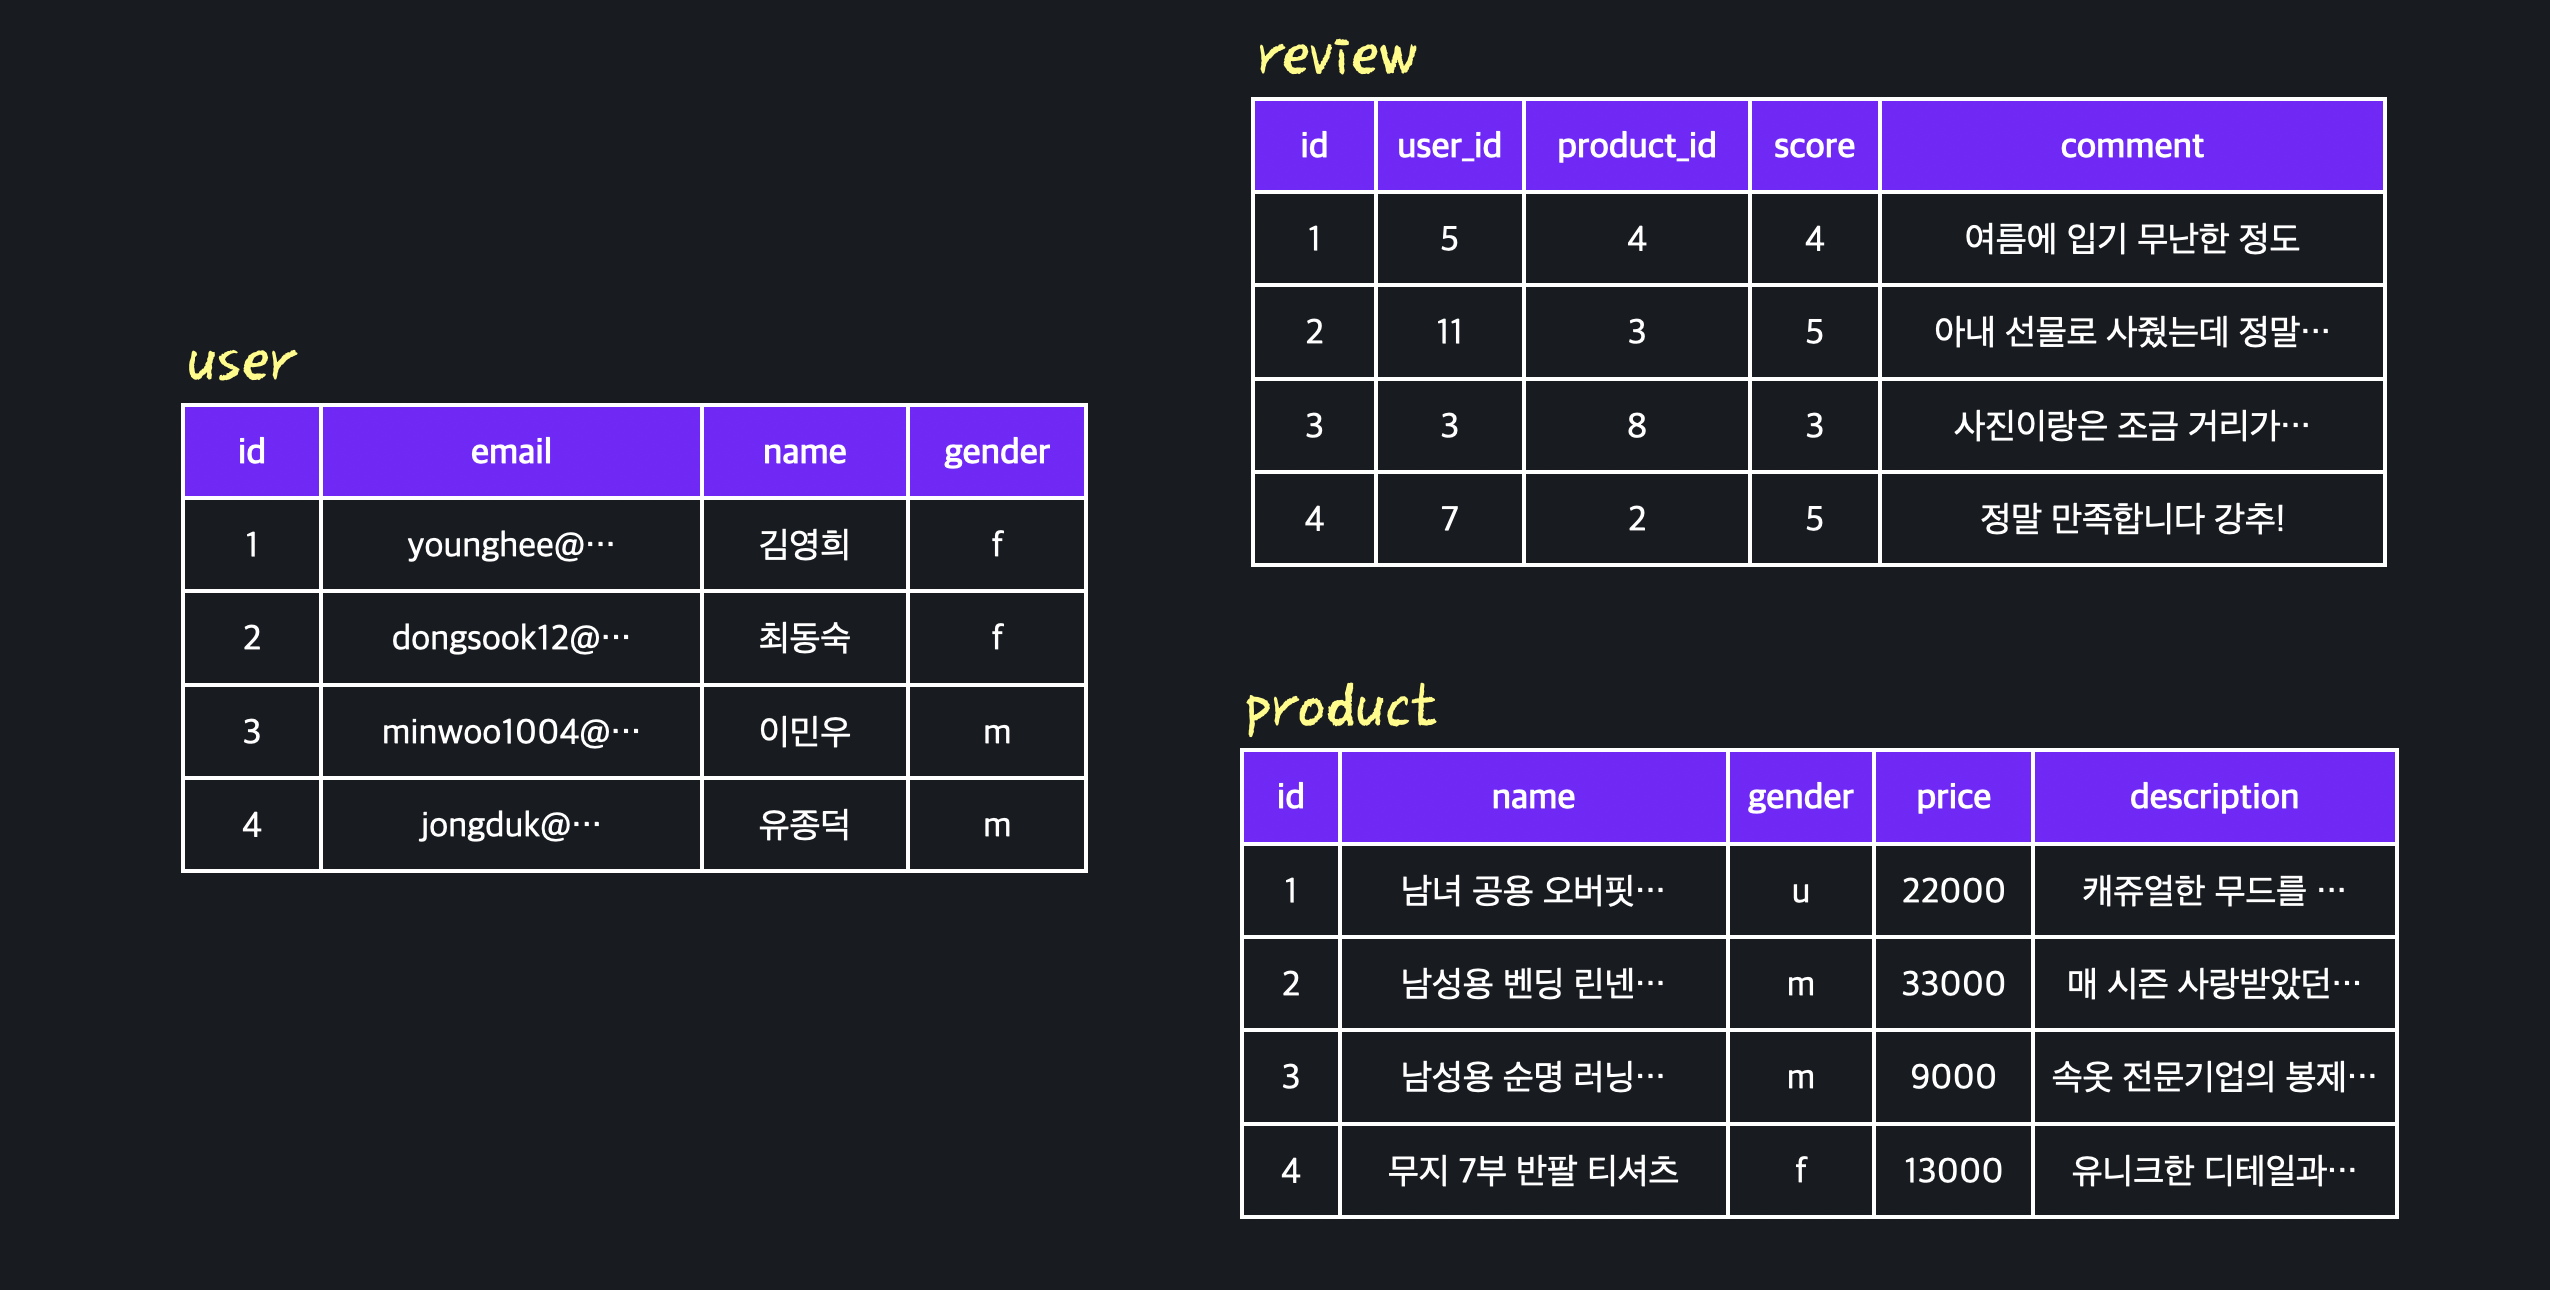 user
id email name gender
1 younghee@… 김영희 f
2 dongsook12@… 최동숙 f
3 minwoo1004@… 이민우 m
4 jongduk@… 유종덕 m
review
id user_id product_id score comment
1 5 4 4 여름에 입기 무난한 정도
2 11 3 5 아내 선물로 사줬는데 정말…
3 3 8 3 사진이랑은 조금 거리가…
4 7 2 5 정말 만족합니다 강추!
product
id name gender price description
1 남녀 공용 오버핏… u 22000 캐쥬얼한 무드를 …
2 남성용 벤딩 린넨… m 33000 매 시즌 사랑받았던…
3 남성용 순명 러닝… m 9000 속옷 전문기업의 봉제…
4 무지 7부 반팔 티셔츠 f 13000 유니크한 디테일과…